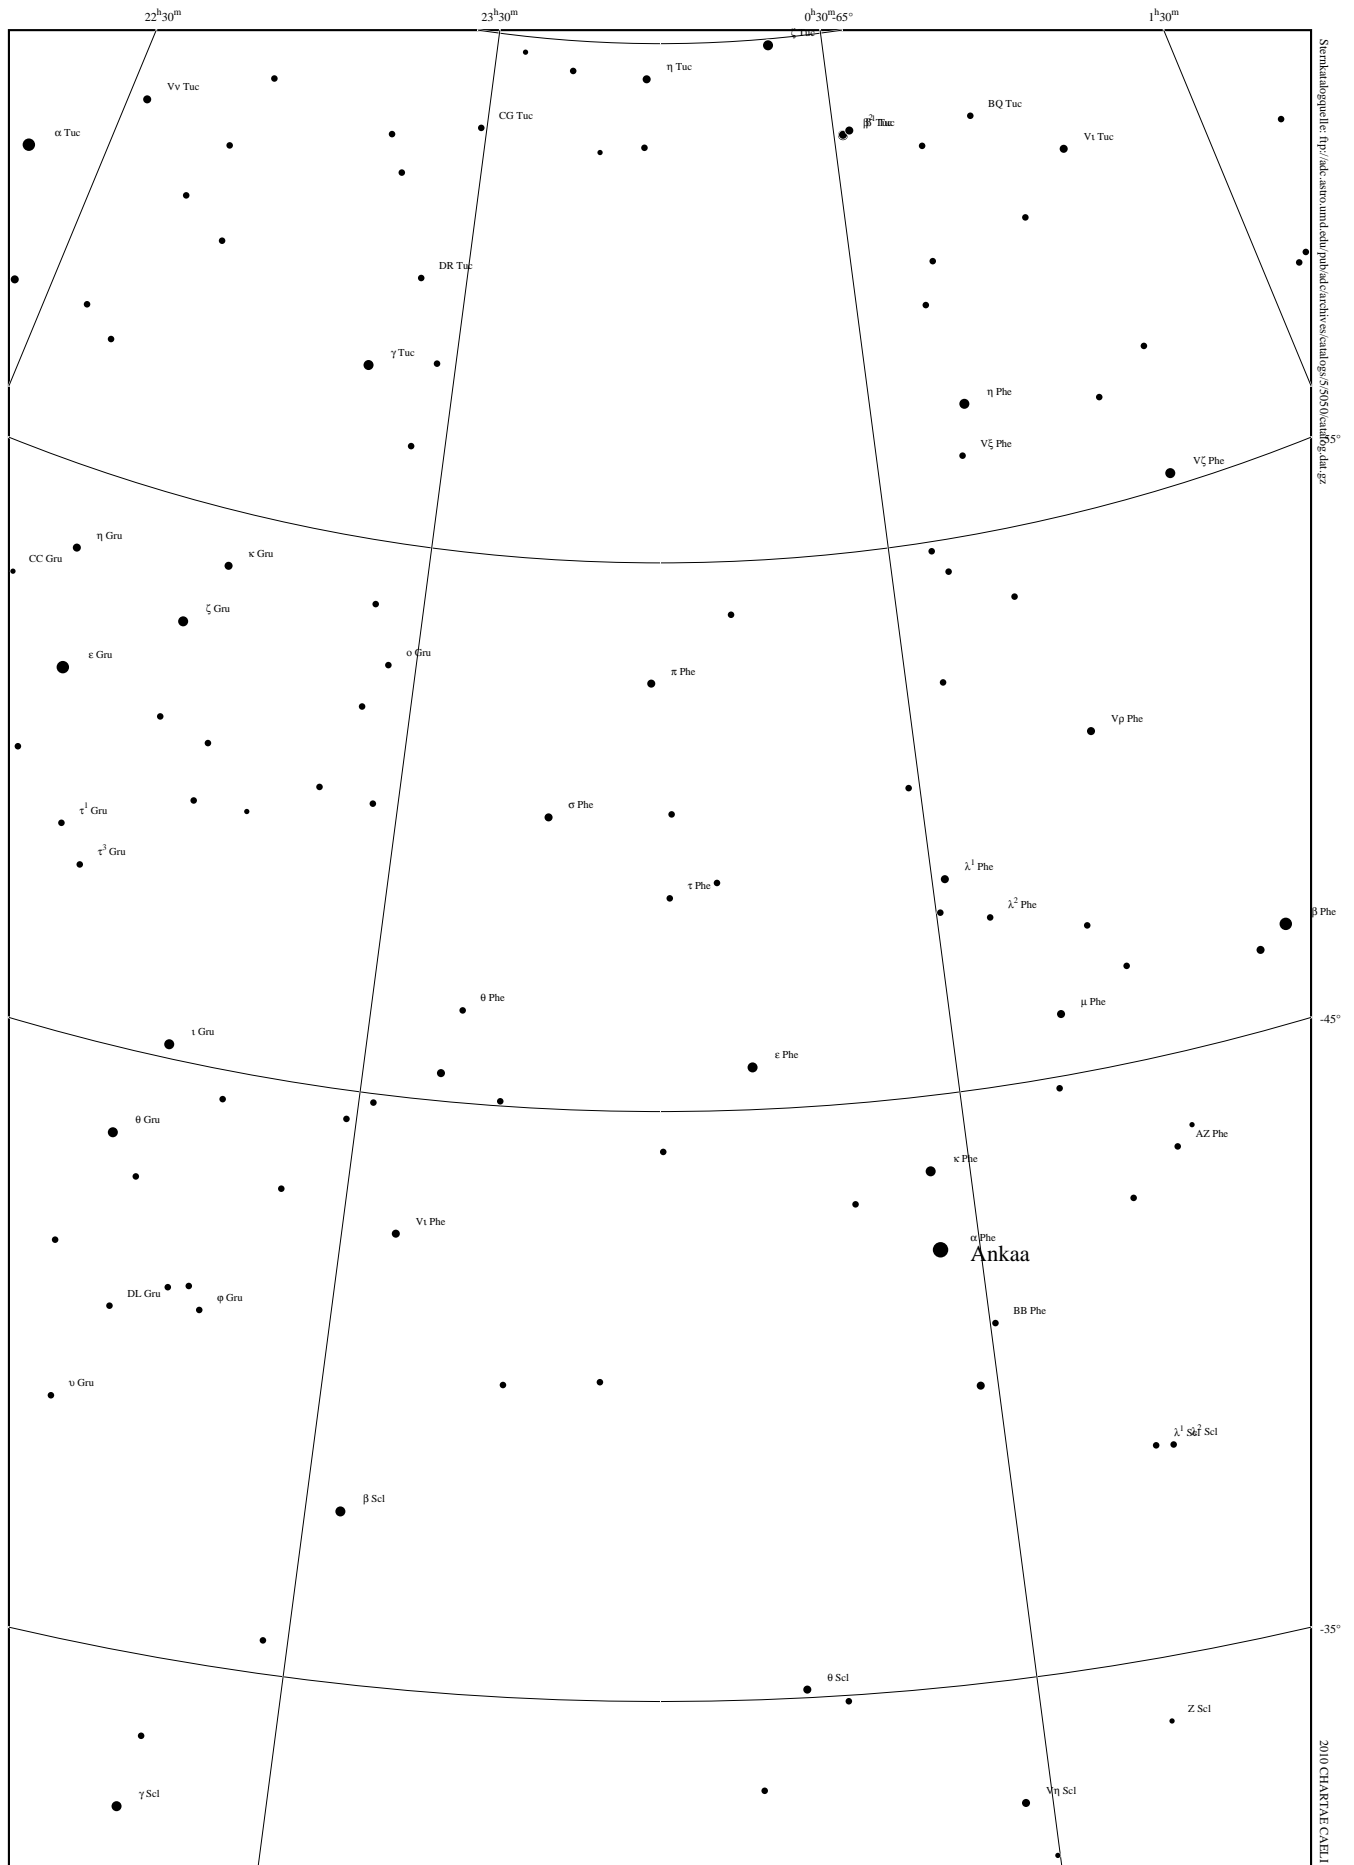 22h30m
23h30m
0h30m-65°
1h30m
ζ Tuc
η Tuc
Vν Tuc
BQ Tuc
CG Tuc
α Tuc
Vι Tuc
DR Tuc
γ Tuc
η Phe
-55°
Vξ Phe
Vζ Phe
η Gru
κ Gru
CC Gru
ζ Gru
ε Gru
ο Gru
π Phe
Vρ Phe
τ1 Gru
σ Phe
τ3 Gru
λ1 Phe
τ Phe
λ2 Phe
β Phe
θ Phe
μ Phe
-45°
ι Gru
ε Phe
θ Gru
AZ Phe
κ Phe
Vι Phe
α Phe
Ankaa
DL Gru
φ Gru
BB Phe
υ Gru
λ1 Scl
λ2 Scl
β Scl
-35°
θ Scl
Z Scl
γ Scl
Vη Scl
Sternkatalogquelle: ftp://adc.astro.umd.edu/pub/adc/archives/catalogs/5/5050/catalog.dat.gz
2010 CHARTAE CAELI